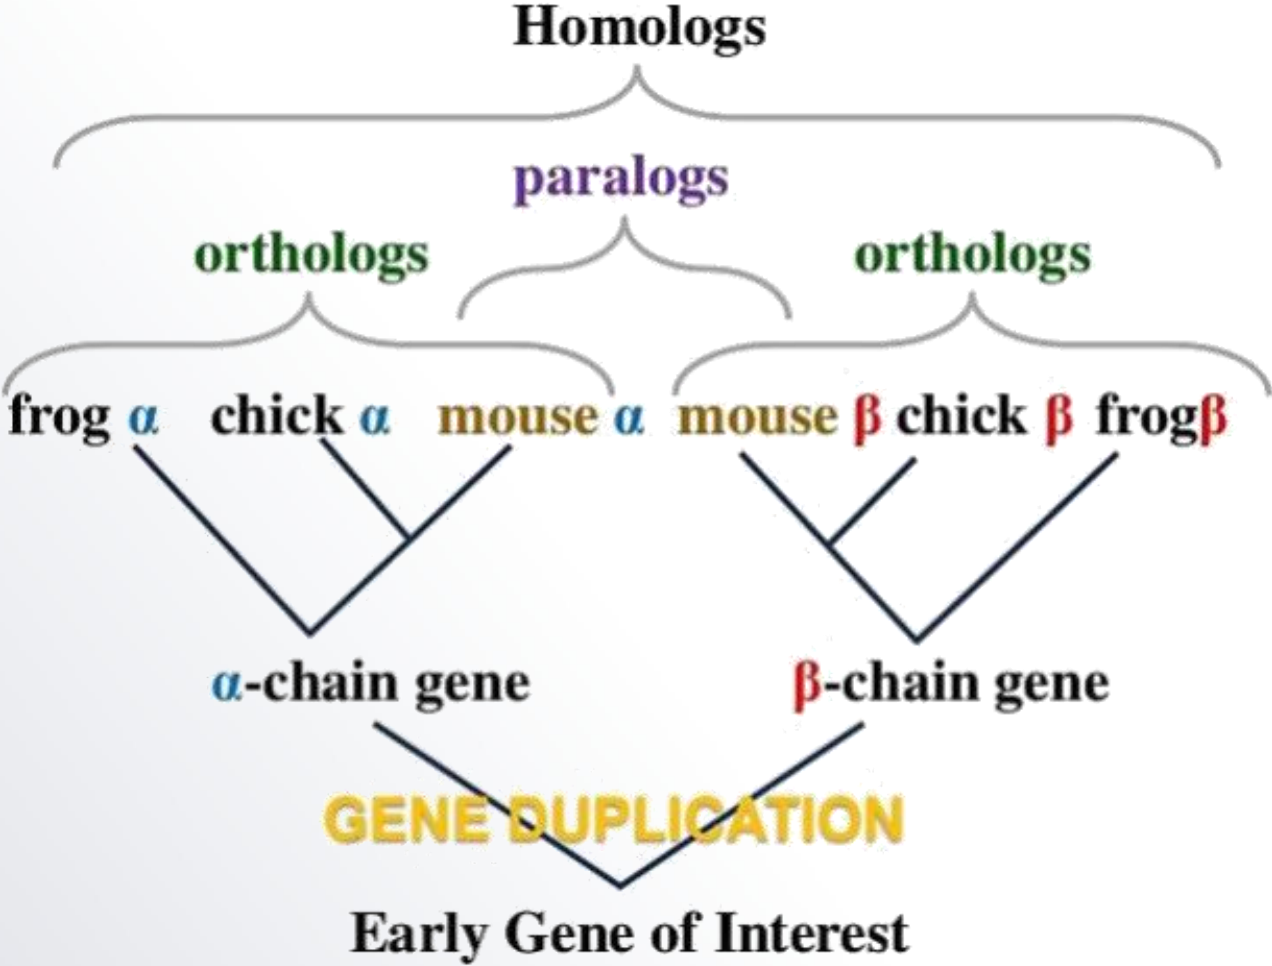 Homologs
paralogs
orthologs orthologs
frog α chick α mouse α mouse β chick β frogβ
α-chain gene β-chain gene
GENE DUPLICATION
Early Gene of Interest